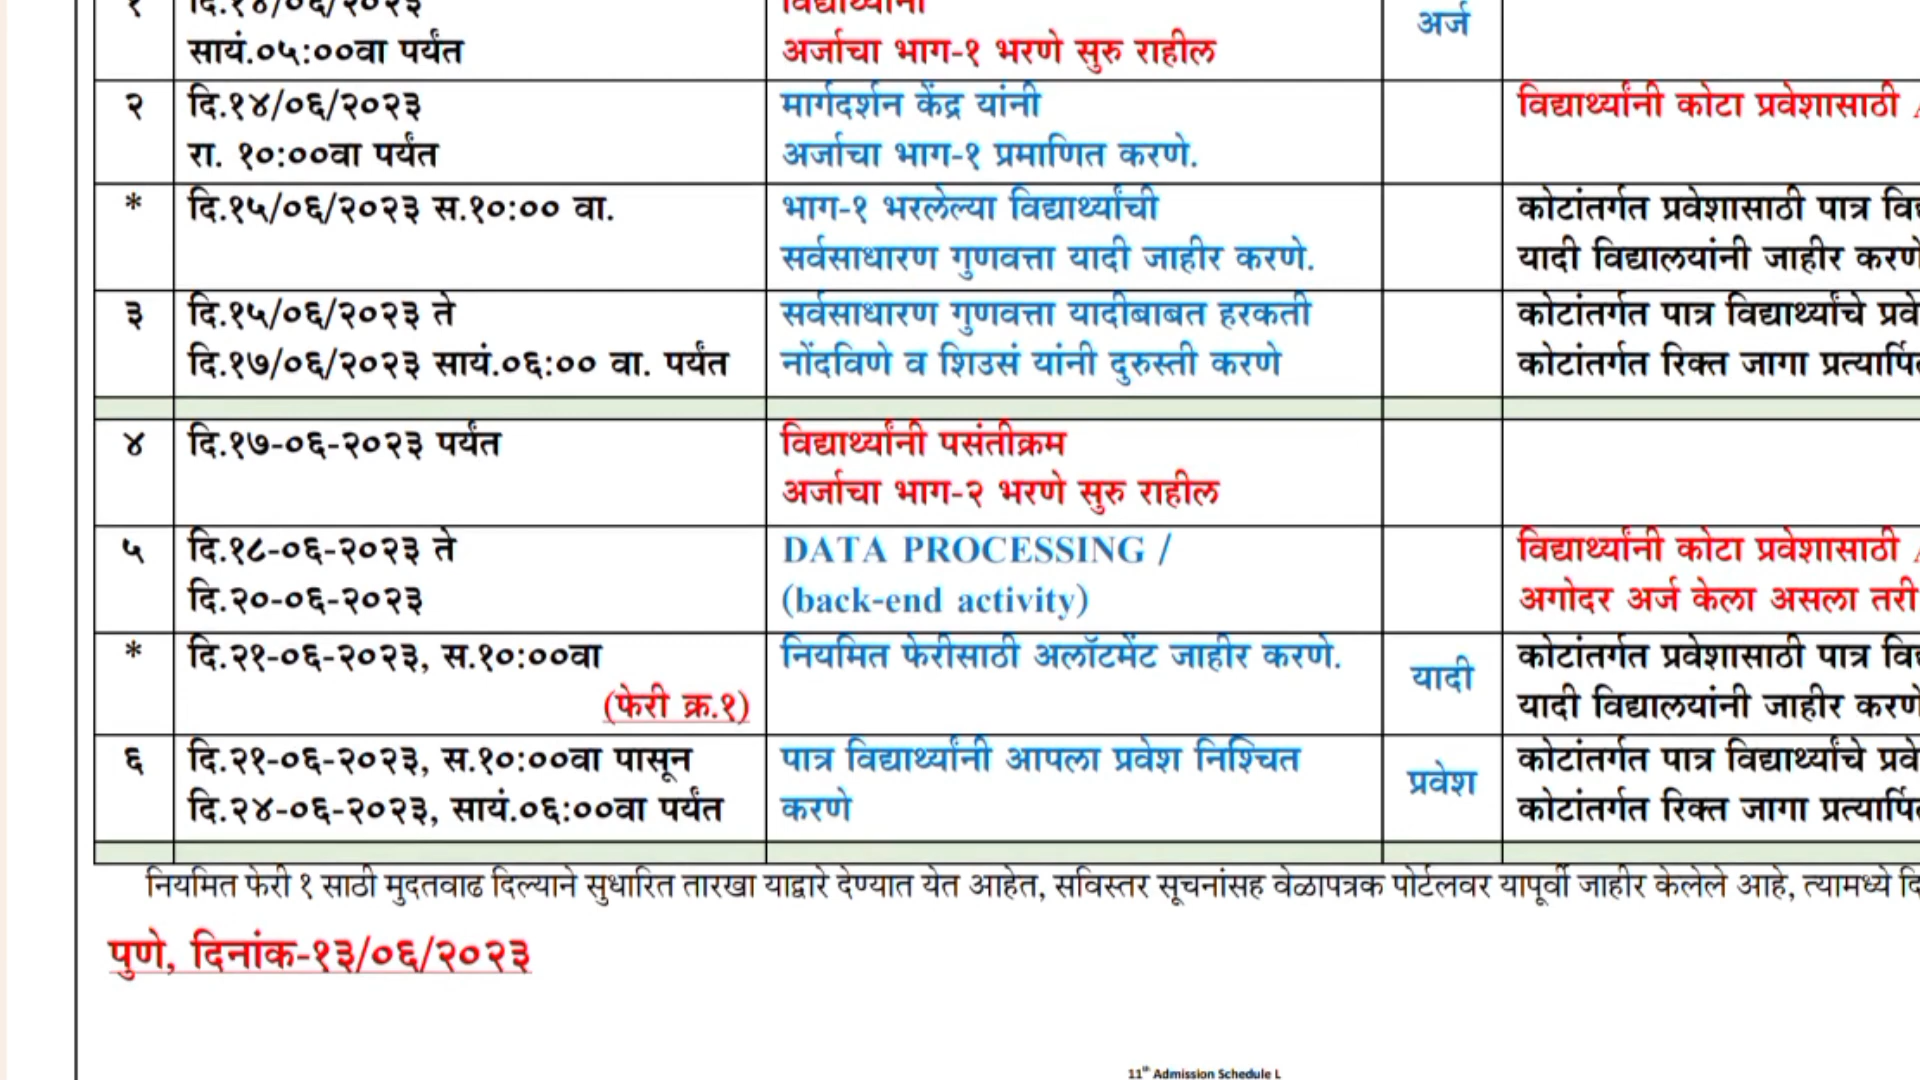 १ दि.१४/०६/२०२३ विद्यार्थ्यांनी अर्ज
सायं.०५:००वा पर्यंत अर्जाचा भाग-१ भरणे सुरु राहील
२ दि.१४/०६/२०२३ मार्गदर्शन केंद्र यांनी विद्यार्थ्यांनी कोटा प्रवेशासाठी
रा. १०:००वा पर्यंत अर्जाचा भाग-१ प्रमाणित करणे.
* दि.१५/०६/२०२३ स.१०:०० वा. भाग-१ भरलेल्या विद्यार्थ्यांची कोटांतर्गत प्रवेशासाठी पात्र
सर्वसाधारण गुणवत्ता यादी जाहीर करणे. यादी विद्यालयांनी जाहीर करणे
३ दि.१५/०६/२०२३ ते सर्वसाधारण गुणवत्ता यादीबाबत हरकती कोटांतर्गत पात्र विद्यार्थ्यांचे
दि.१७/०६/२०२३ सायं.०६:०० वा. पर्यंत नोंदविणे व शिउसं यांनी दुरुस्ती करणे कोटांतर्गत रिक्त जागा
४ दि.१७-०६-२०२३ पर्यंत विद्यार्थ्यांनी पसंतीक्रम
अर्जाचा भाग-२ भरणे सुरु राहील
५ दि.१८-०६-२०२३ ते DATA PROCESSING / विद्यार्थ्यांनी कोटा प्रवेशासाठी
दि.२०-०६-२०२३ (back-end activity) अगोदर अर्ज केला असला तरी
* दि.२१-०६-२०२३, स.१०:००वा नियमित फेरीसाठी अलॉटमेंट जाहीर करणे. यादी कोटांतर्गत प्रवेशासाठी पात्र
(फेरी क्र.१) यादी विद्यालयांनी जाहीर करणे
६ दि.२१-०६-२०२३, स.१०:००वा पासून पात्र विद्यार्थ्यांनी आपला प्रवेश निश्चित प्रवेश कोटांतर्गत पात्र विद्यार्थ्यांचे
दि.२४-०६-२०२३, सायं.०६:००वा पर्यंत करणे कोटांतर्गत रिक्त जागा
नियमित फेरी १ साठी मुदतवाढ दिल्याने सुधारित तारखा याद्वारे देण्यात येत आहेत, सविस्तर सूचनांसह वेळापत्रक पोर्टलवर यापूर्वी जाहीर केलेले आहे, त्यामध्ये
पुणे, दिनांक-१३/०६/२०२३
11th Admission Schedule L